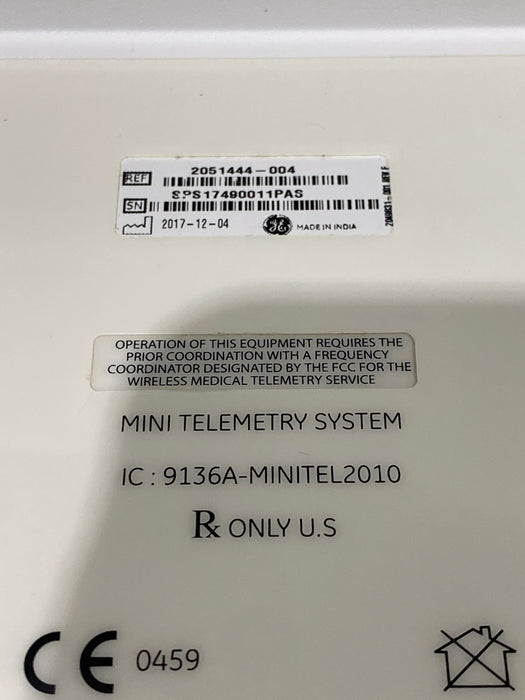 REF 2051444-004
SN SPS17490011PAS
2017-12-04 GE MADE IN INDIA
OPERATION OF THIS EQUIPMENT REQUIRES THE
PRIOR COORDINATION WITH A FREQUENCY
COORDINATOR DESIGNATED BY THE FCC FOR THE
WIRELESS MEDICAL TELEMETRY SERVICE
MINI TELEMETRY SYSTEM
IC : 9136A-MINITEL2010
℞ ONLY U.S
CE 0459